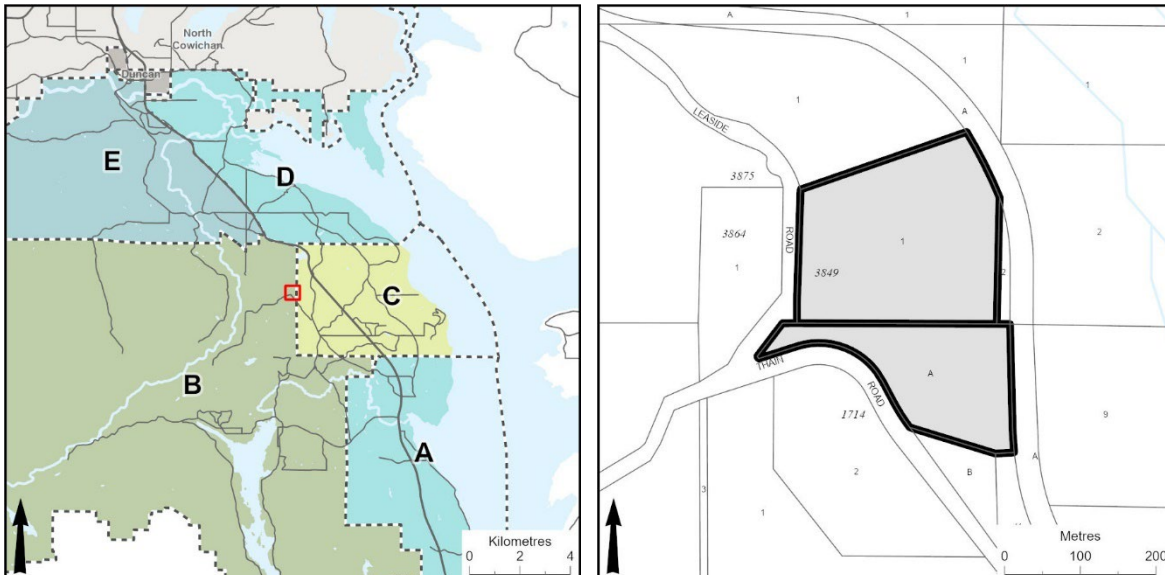 North
Cowichan
Duncan
E
D
C
B
A
Kilometres
0 2 4
A
1
1
1
1
A
LEASIDE
3875
3864
1
ROAD
1
3849
2
2
THAIN
ROAD
A
1714
9
B
A
2
3
1
Metres
0 100 200